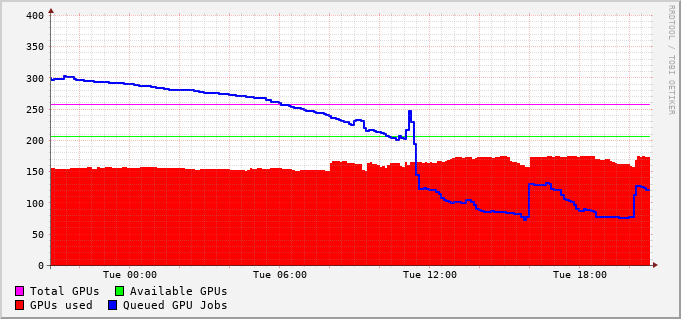 400
350
300
250
200
150
100
50
0
Tue 00:00 Tue 06:00 Tue 12:00 Tue 18:00
Total GPUs Available GPUs
GPUs used Queued GPU Jobs
RRDTOOL / TOBI OETIKER